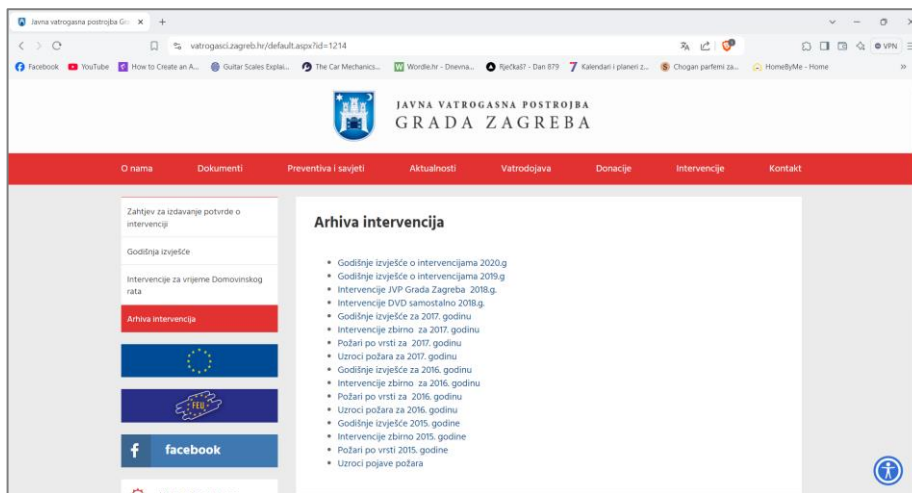 Javna vatrogasna postrojba Gra
vatrogasci.zagreb.hr/default.aspx?id=1214
VPN
Facebook
YouTube
How to Create an A...
Guitar Scales Explai...
The Car Mechanics...
Wordle.hr - Dnevna...
Riječkaš? - Dan 879
Kalendari i planeri z...
Chogan parfemi za...
HomeByMe - Home
JAVNA VATROGASNA POSTROJBA
GRADA ZAGREBA
O nama
Dokumenti
Preventiva i savjeti
Aktualnosti
Vatrodojava
Donacije
Intervencije
Kontakt
Zahtjev za izdavanje potvrde o
intervenciji
Godišnja izvješće
Intervencije za vrijeme Domovinskog
rata
Arhiva intervencija
FEU
facebook
Arhiva intervencija
Godišnje izvješće o intervencijama 2020.g
Godišnje izvješće o intervencijama 2019.g
Intervencije JVP Grada Zagreba 2018.g.
Intervencije DVD samostalno 2018.g.
Godišnje izvješće za 2017. godinu
Intervencije zbirno za 2017. godinu
Požari po vrsti za 2017. godinu
Uzroci požara za 2017. godinu
Godišnje izvješće za 2016. godinu
Intervencije zbirno za 2016. godinu
Požari po vrsti za 2016. godinu
Uzroci požara za 2016. godinu
Godišnje izvješće 2015. godine
Intervencije zbirno 2015. godine
Požari po vrsti 2015. godine
Uzroci pojave požara